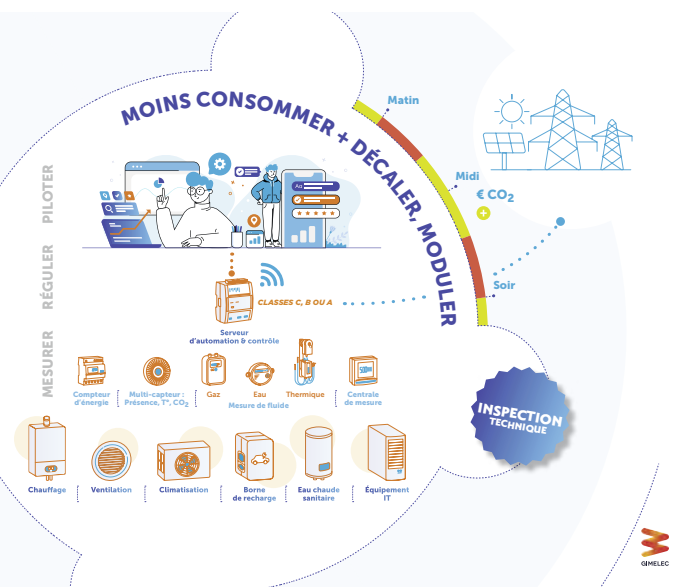 MOINS CONSOMMER + DÉCALER, MODULER
Matin
Midi
€ CO2
+
Soir
PILOTER
RÉGULER
MESURER
CLASSES C, B OU A
Serveur
d'automation & contrôle
Compteur
d'énergie
Multi-capteur :
Présence, T°, CO2
Gaz
Eau
Thermique
Mesure de fluide
Centrale
de mesure
INSPECTION
TECHNIQUE
Chauffage
Ventilation
Climatisation
Borne
de recharge
Eau chaude
sanitaire
Équipement
IT
GIMELEC